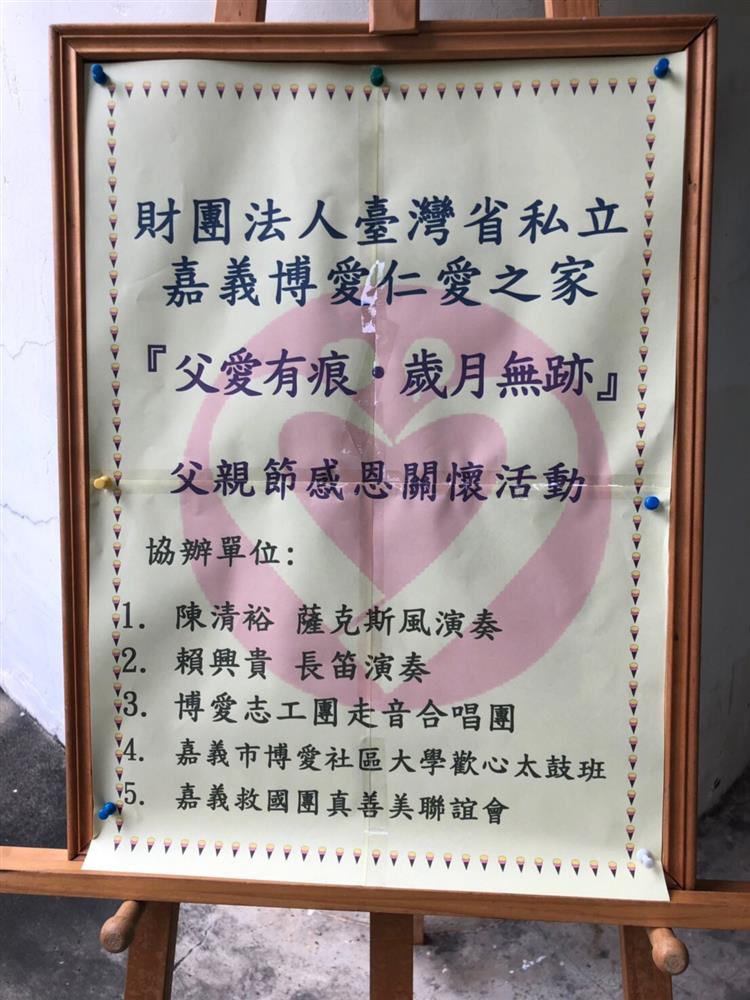 財團法人臺灣省私立
嘉義博愛仁愛之家
『父愛有痕・歲月無跡』
父親節感恩關懷活動
協辦單位:
1. 陳清裕 薩克斯風演奏
2. 賴興貴 長笛演奏
3. 博愛志工團走音合唱團
4. 嘉義市博愛社區大學歡心太鼓班
5. 嘉義救國團真善美聯誼會